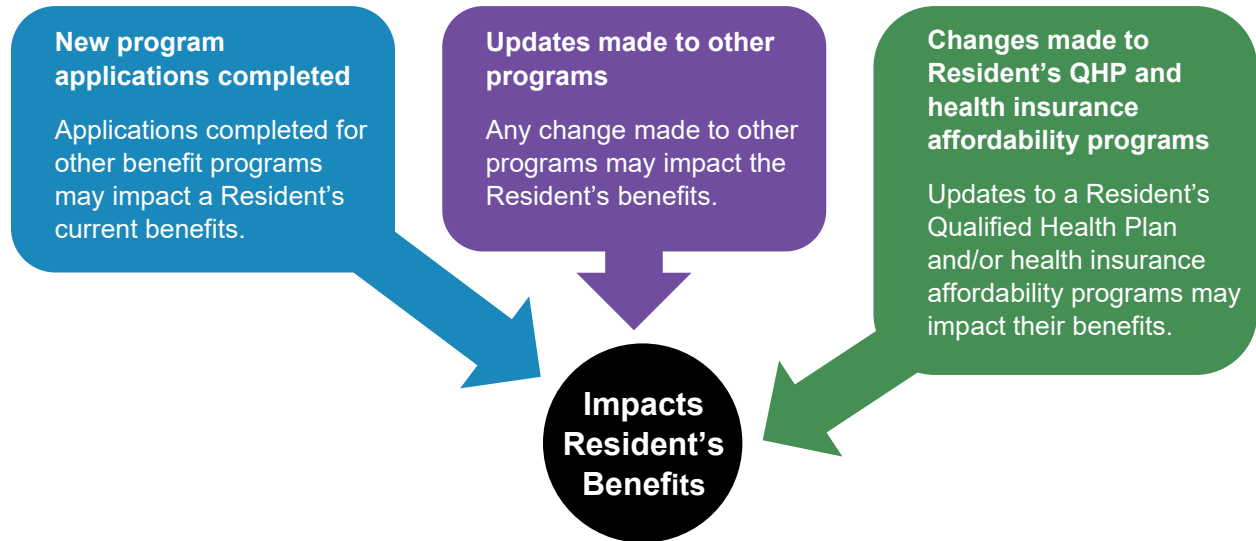 New program
applications completed
Applications completed for
other benefit programs
may impact a Resident's
current benefits.
Updates made to other
programs
Any change made to other
programs may impact the
Resident's benefits.
Changes made to
Resident's QHP and
health insurance
affordability programs
Updates to a Resident's
Qualified Health Plan
and/or health insurance
affordability programs may
impact their benefits.
Impacts
Resident's
Benefits